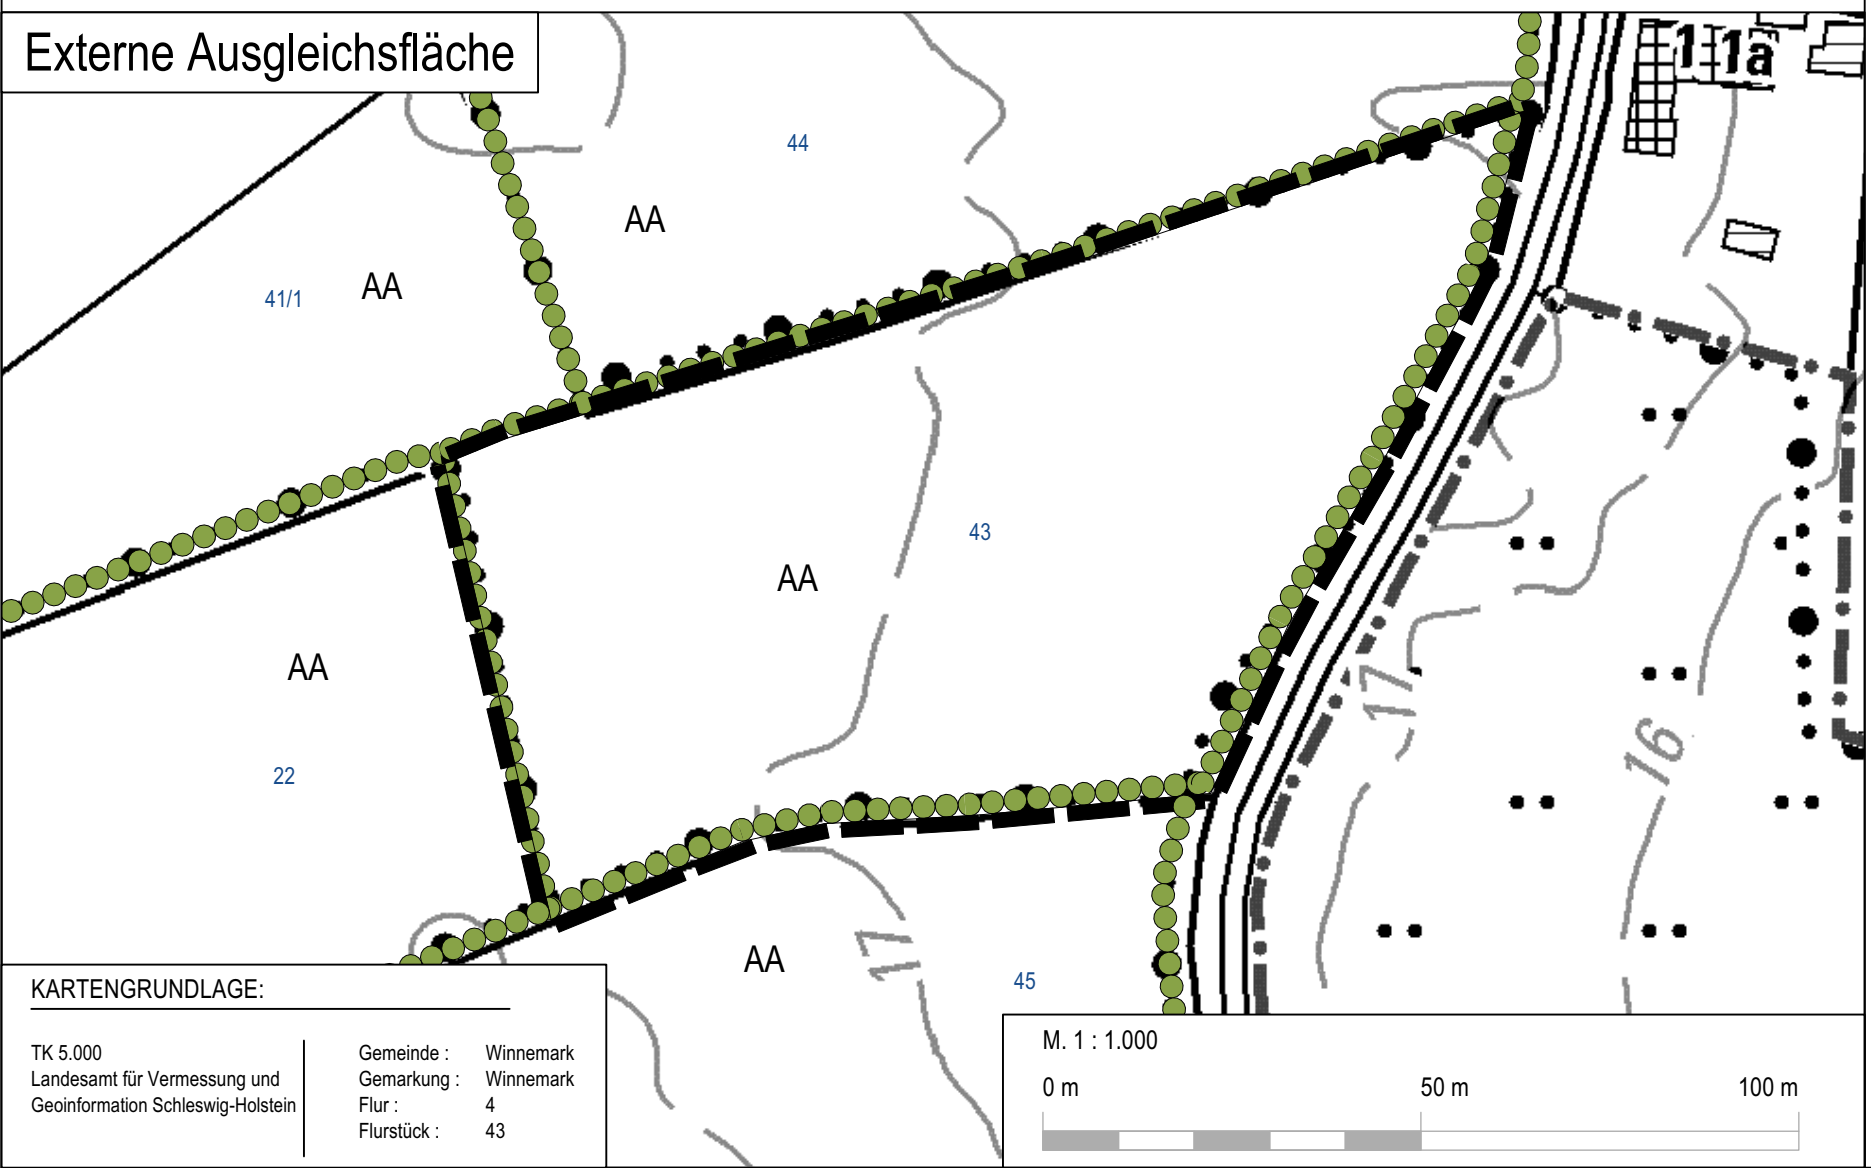 Externe Ausgleichsfläche
1 1a
44
AA
41/1
AA
43
AA
AA
22
17
16
AA
17
45
KARTENGRUNDLAGE:
TK 5.000
Landesamt für Vermessung und
Geoinformation Schleswig-Holstein
Gemeinde : Winnemark
Gemarkung : Winnemark
Flur : 4
Flurstück : 43
M. 1 : 1.000
0 m 50 m 100 m